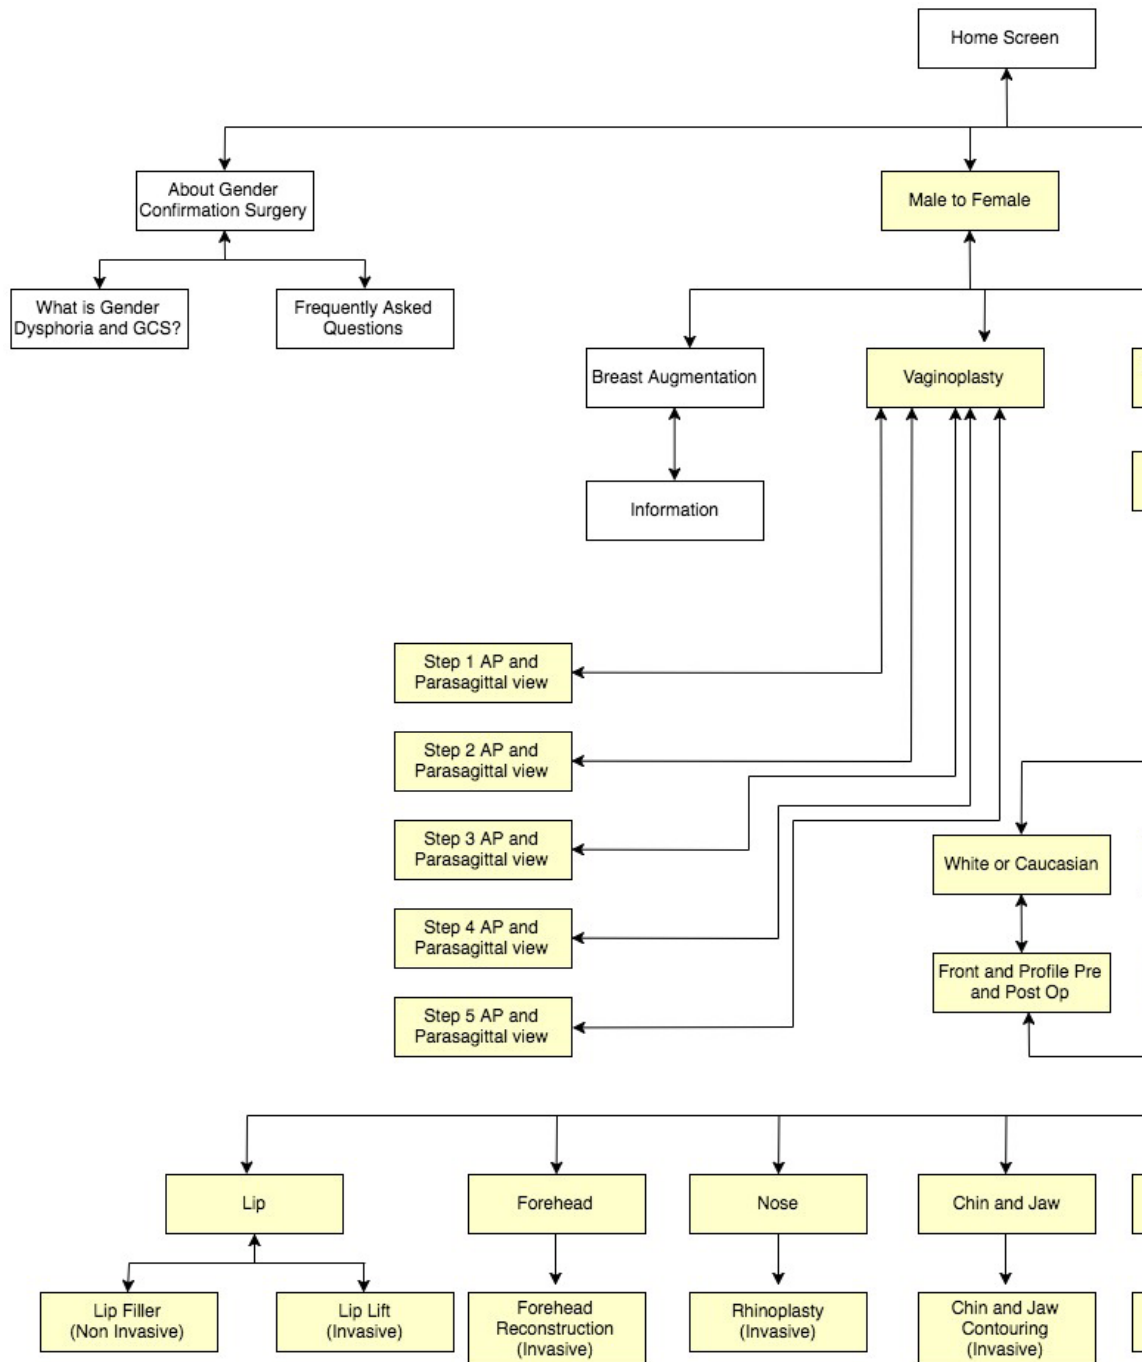 Home Screen
About Gender
Confirmation Surgery
Male to Female
What is Gender
Dysphoria and GCS?
Frequently Asked
Questions
Breast Augmentation
Vaginoplasty
Information
Step 1 AP and
Parasagittal view
Step 2 AP and
Parasagittal view
Step 3 AP and
Parasagittal view
White or Caucasian
Step 4 AP and
Parasagittal view
Front and Profile Pre
and Post Op
Step 5 AP and
Parasagittal view
Lip
Forehead
Nose
Chin and Jaw
Lip Filler
(Non Invasive)
Lip Lift
(Invasive)
Forehead
Reconstruction
(Invasive)
Rhinoplasty
(Invasive)
Chin and Jaw
Contouring
(Invasive)